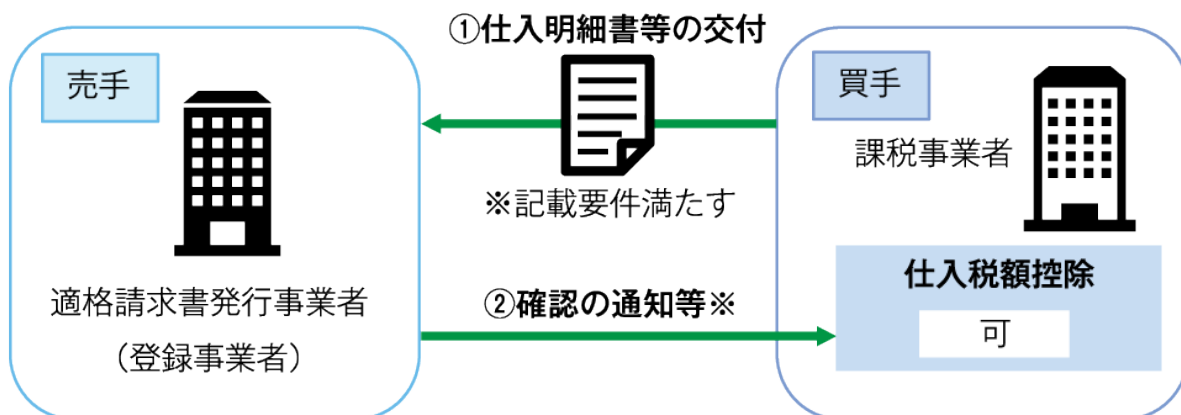 ①仕入明細書等の交付
売手
買手
課税事業者
※記載要件満たす
適格請求書発行事業者
（登録事業者）
②確認の通知等※
仕入税額控除
可